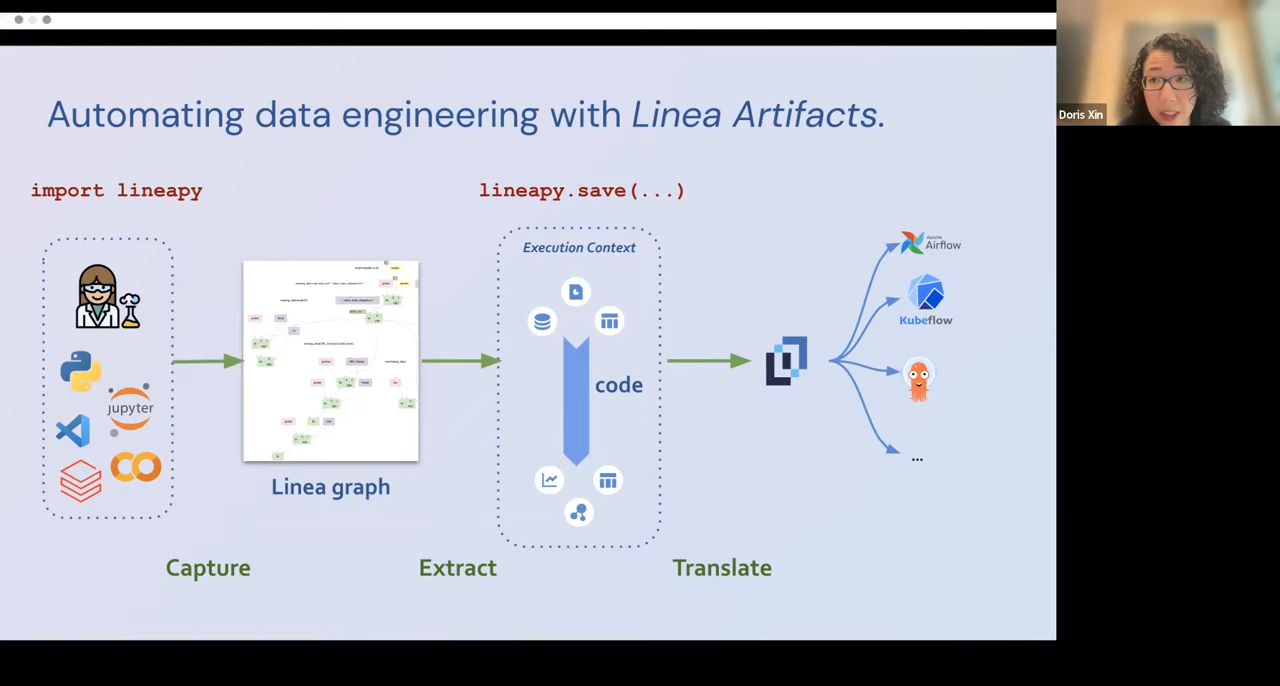 Automating data engineering with Linea Artifacts.
Doris Xin
import lineapy
lineapy.save(...)
Execution Context
Apache
Airflow
Kubeflow
jupyter
code
Linea graph
...
Capture
Extract
Translate